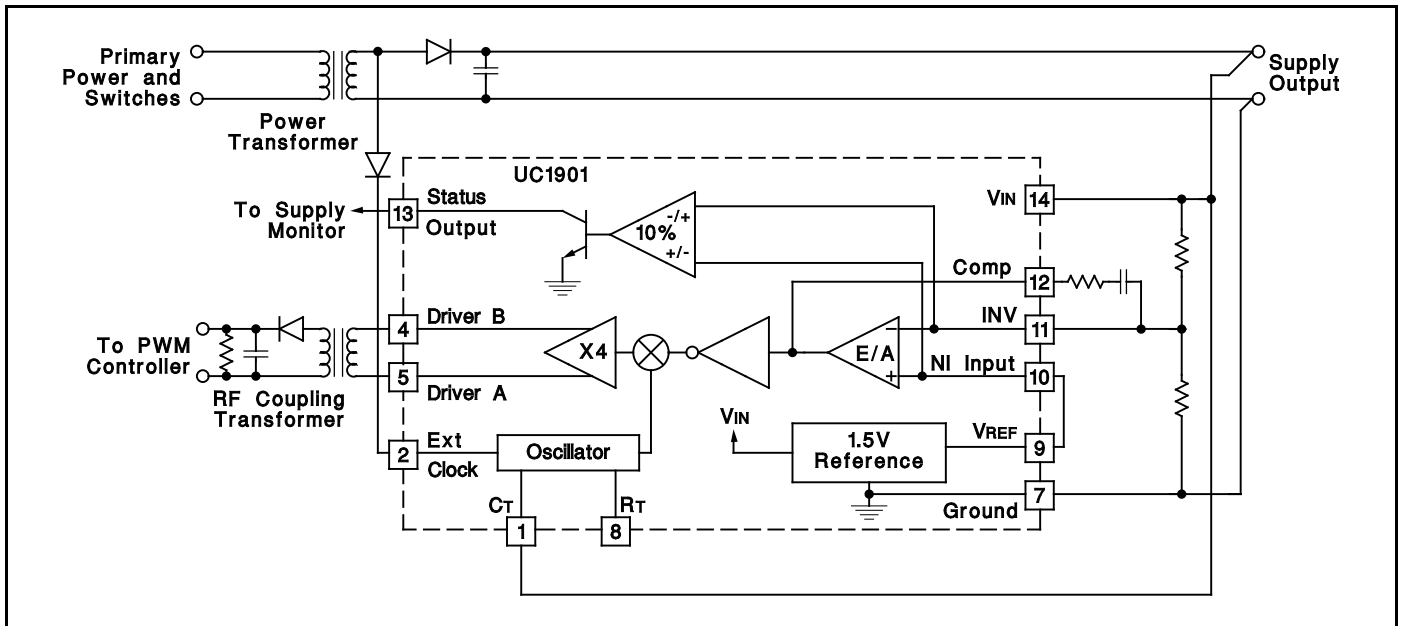 Primary
Power and
Switches
Supply
Output
Power
Transformer
UC1901
To Supply
Monitor
13
Status
Output
-/+
10%
+/-
VIN
14
Comp
12
Driver B
4
INV
11
To PWM
Controller
X4
E/A
−
+
NI Input
10
5
Driver A
RF Coupling
Transformer
VIN
1.5V
Reference
VREF
9
2
Ext
Clock
Oscillator
7
Ground
CT
RT
1
8